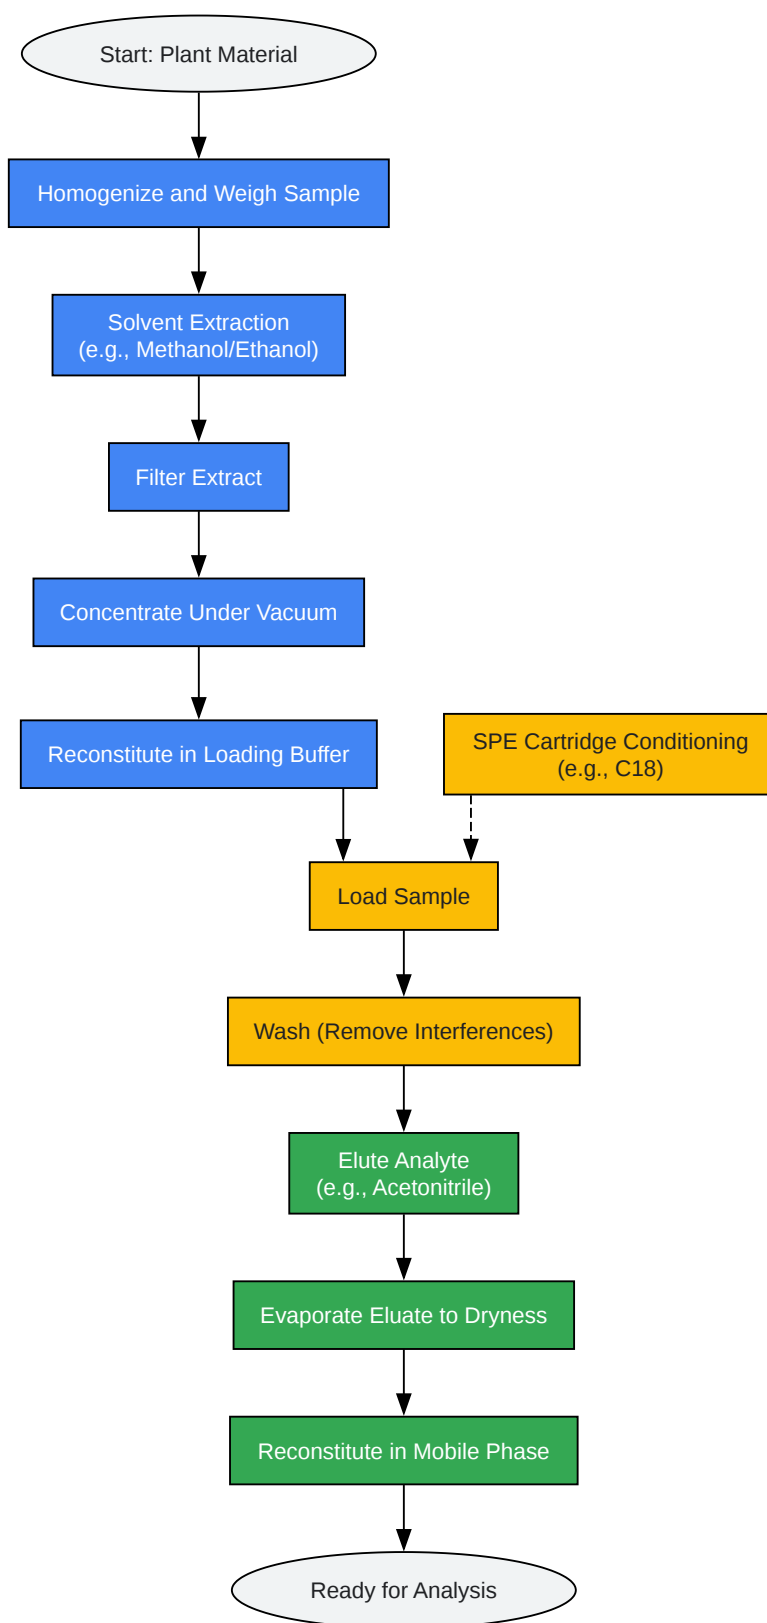 Start: Plant Material
Homogenize and Weigh Sample
Solvent Extraction
(e.g., Methanol/Ethanol)
Filter Extract
Concentrate Under Vacuum
Reconstitute in Loading Buffer
SPE Cartridge Conditioning
(e.g., C18)
Load Sample
Wash (Remove Interferences)
Elute Analyte
(e.g., Acetonitrile)
Evaporate Eluate to Dryness
Reconstitute in Mobile Phase
Ready for Analysis